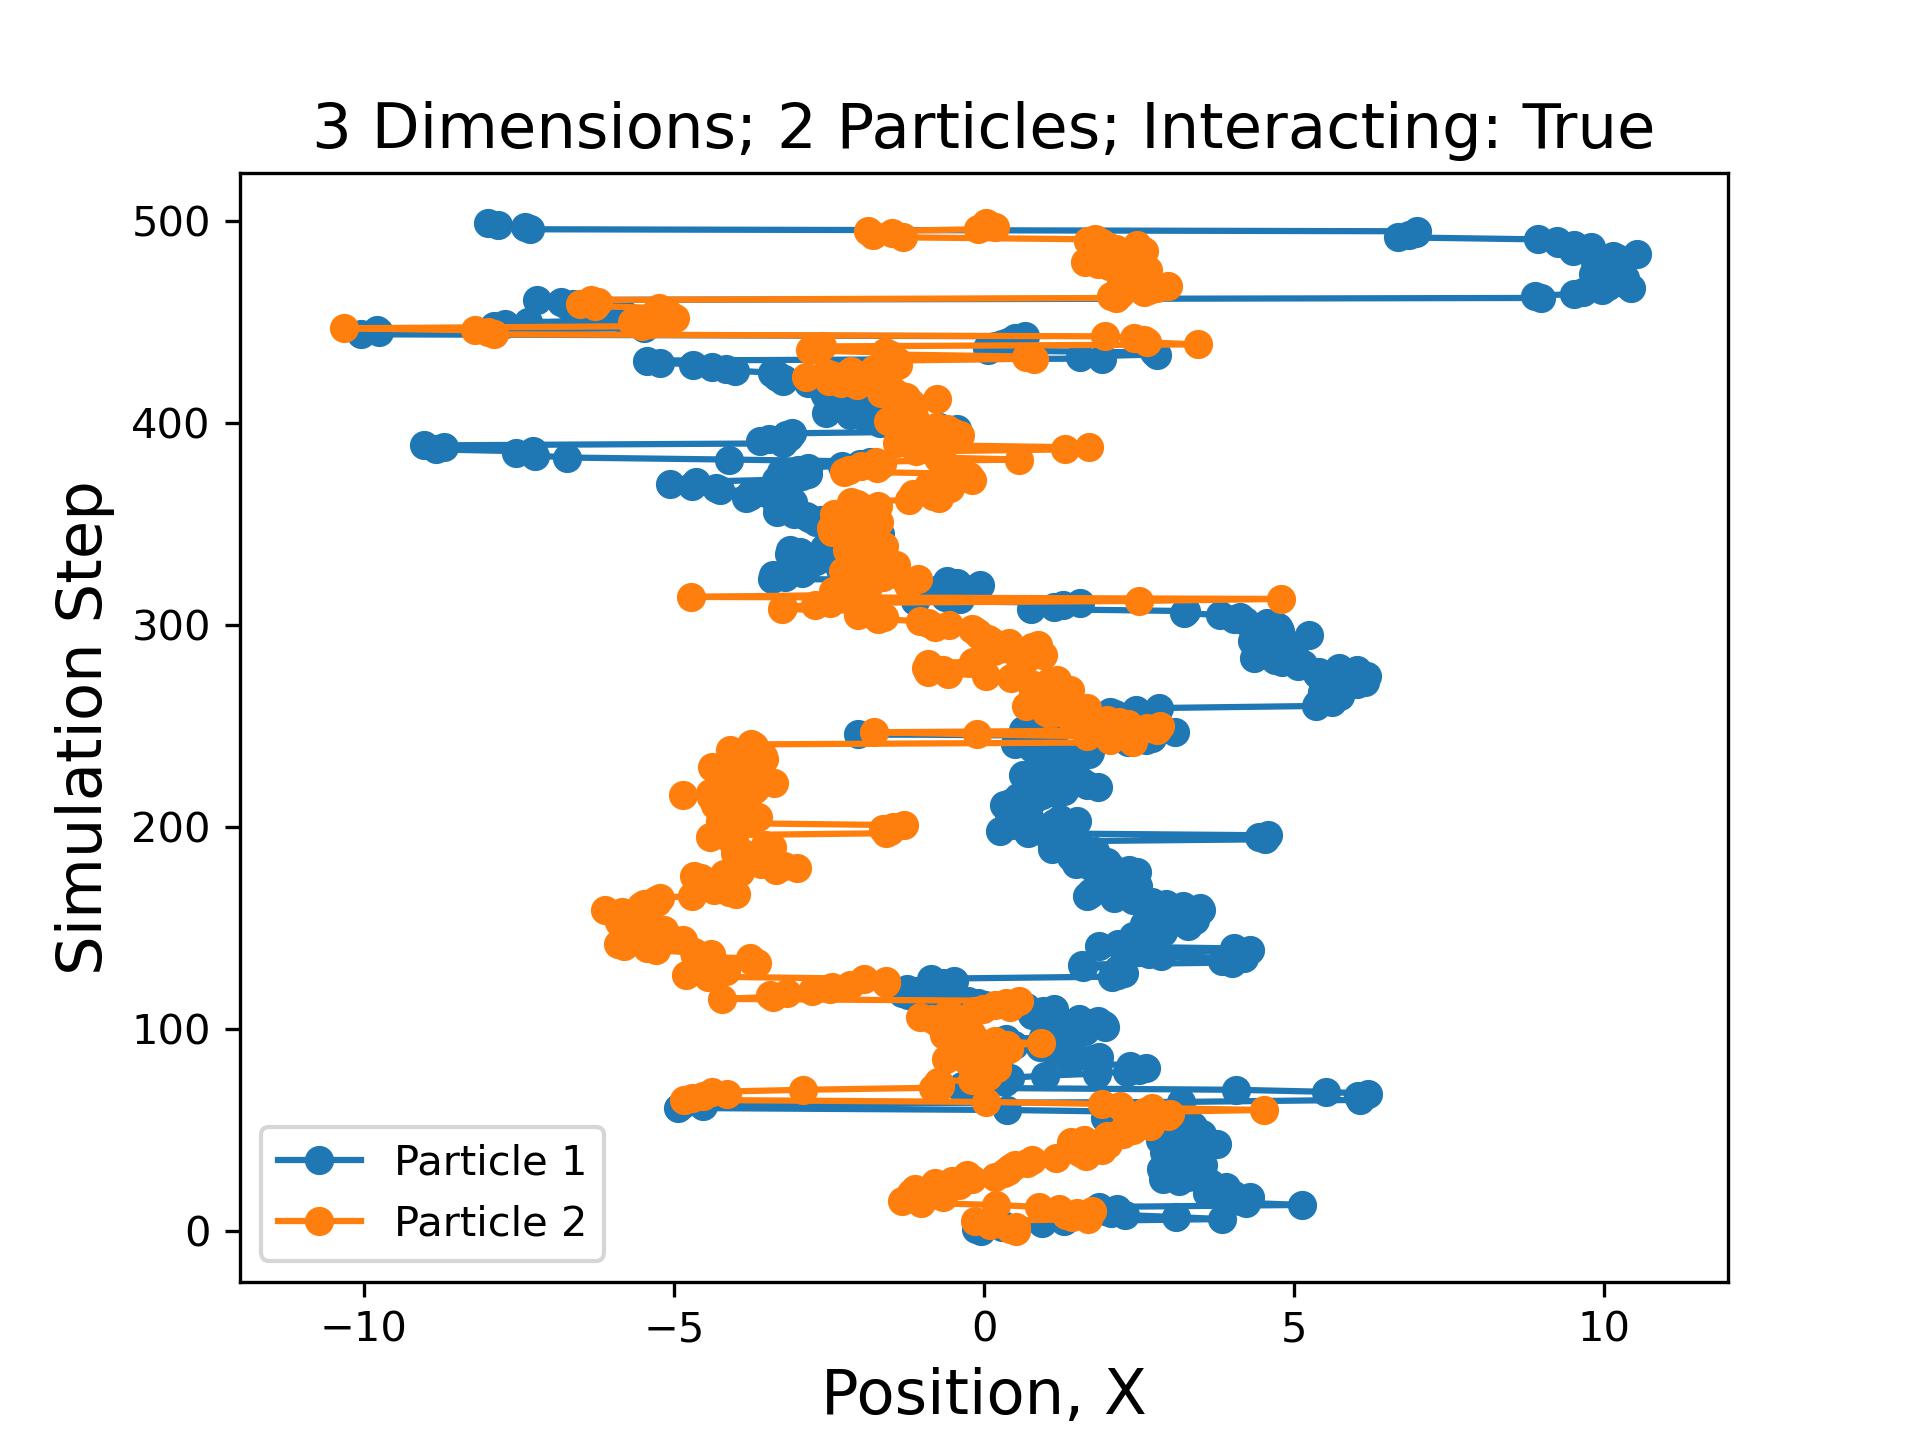 3 Dimensions; 2 Particles; Interacting: True
500
400
300
200
100
0
Simulation Step
Particle 1
Particle 2
−10
−5
0
5
10
Position, X